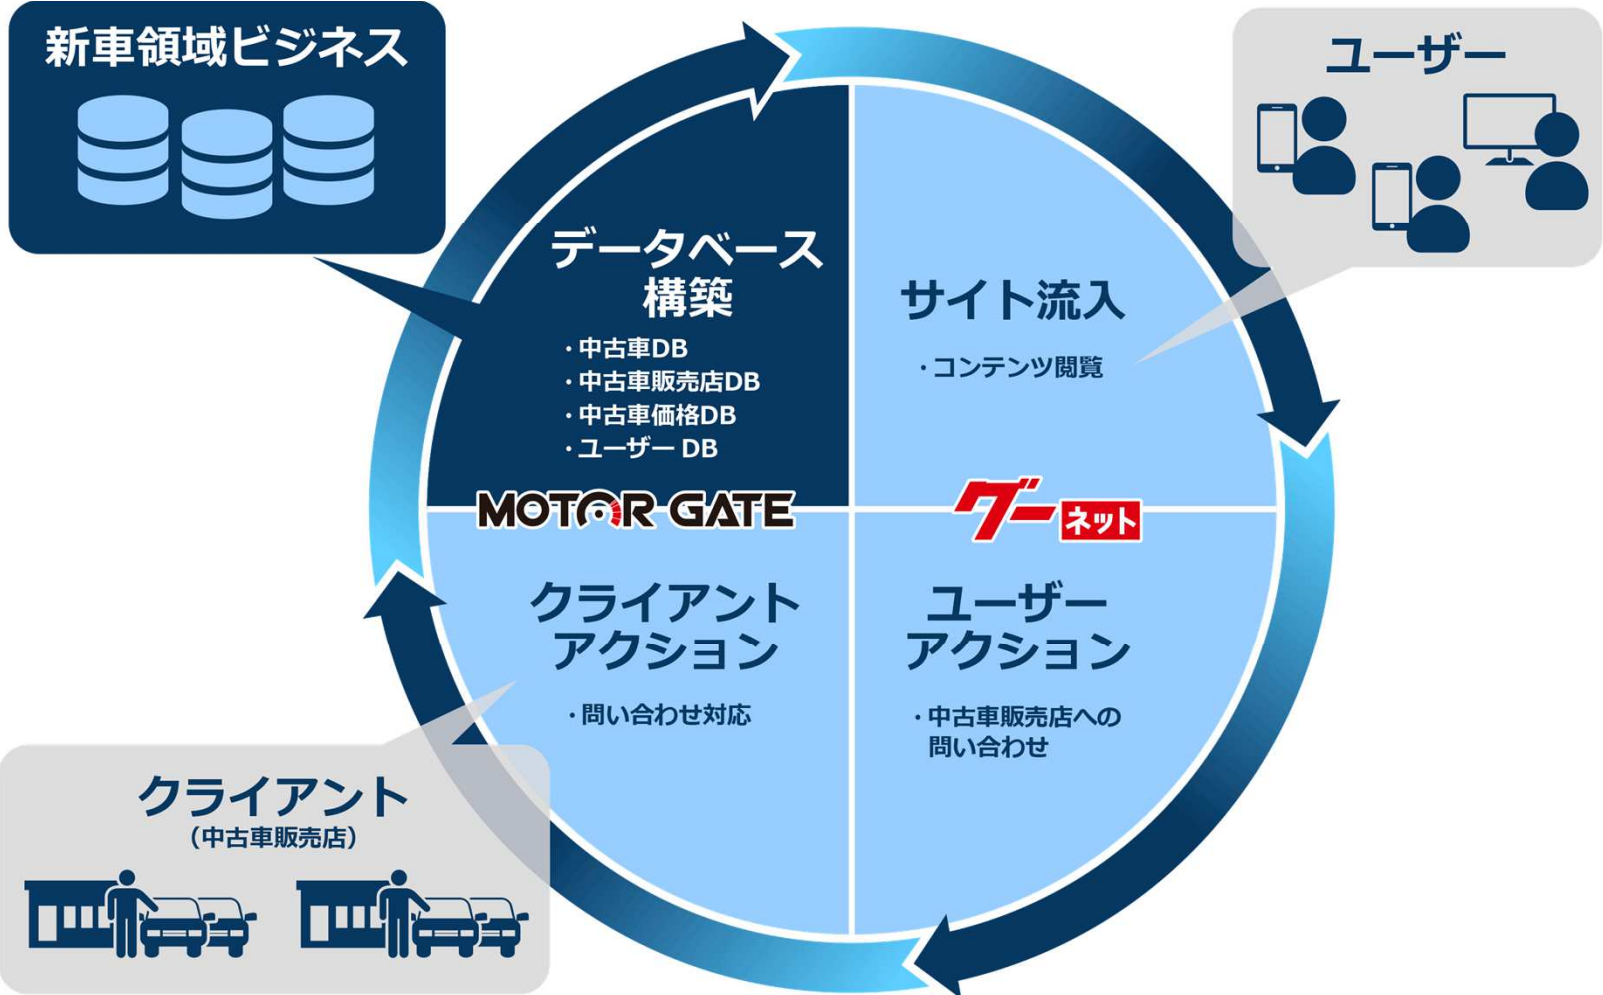 新車領域ビジネス
ユーザー
データベース
構築
・中古車DB
・中古車販売店DB
・中古車価格DB
・ユーザー DB
サイト流入
・コンテンツ閲覧
MOTOR GATE
グーネット
クライアント
アクション
・問い合わせ対応
ユーザー
アクション
・中古車販売店への
問い合わせ
クライアント
（中古車販売店）